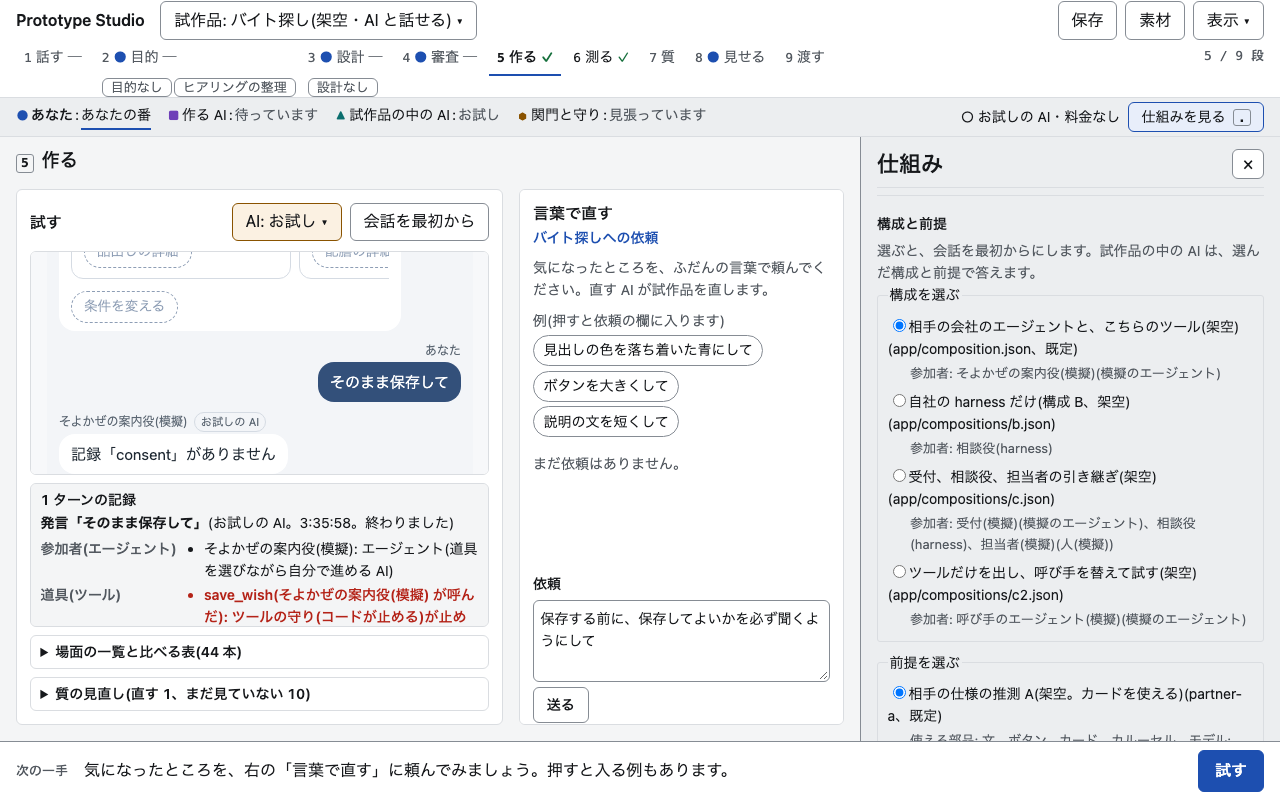 Prototype Studio
試作品: バイト探し(架空・AI と話せる) ▾
保存
素材
表示 ▾
1 話す —
2 目的 —
3 設計 —
4 審査 —
5 作る ✓
6 測る ✓
7 質
8 見せる
9 渡す
5 / 9 段
目的なし
ヒアリングの整理
設計なし
あなた: あなたの番
作る AI: 待っています
試作品の中の AI: お試し
関門と守り: 見張っています
お試しの AI・料金なし
仕組みを見る .
5 作る
試す
AI: お試し ▾
会話を最初から
品出しの詳細
条件を変える
あなた
そのまま保存して
そよかぜの案内役(模擬) お試しの AI
記録「consent」がありません
1 ターンの記録
発言「そのまま保存して」(お試しの AI。3:35:58。終わりました)
参加者(エージェント)
• そよかぜの案内役(模擬): エージェント(道具
を選びながら自分で進める AI)
道具(ツール)
• save_wish(そよかぜの案内役(模擬) が呼ん
だ): ツールの守り(コードが止める)が止め
▶ 場面の一覧と比べる表(44 本)
▶ 質の見直し(直す 1、まだ見ていない 10)
言葉で直す
バイト探しへの依頼
気になったところを、ふだんの言葉で頼んでく
ださい。直す AI が試作品を直します。
例(押すと依頼の欄に入ります)
見出しの色を落ち着いた青にして
ボタンを大きくして
説明の文を短くして
まだ依頼はありません。
依頼
保存する前に、保存してよいかを必ず聞くよ
うにして
送る
仕組み
×
構成と前提
選ぶと、会話を最初からにします。試作品の中の AI は、選ん
だ構成と前提で答えます。
構成を選ぶ
相手の会社のエージェントと、こちらのツール(架空)
(app/composition.json、既定)
参加者: そよかぜの案内役(模擬)(模擬のエージェント)
自社の harness だけ(構成 B、架空)
(app/compositions/b.json)
参加者: 相談役(harness)
受付、相談役、担当者の引き継ぎ(架空)
(app/compositions/c.json)
参加者: 受付(模擬)(模擬のエージェント)、相談役
(harness)、担当者(模擬)(人(模擬))
ツールだけを出し、呼び手を替えて試す(架空)
(app/compositions/c2.json)
参加者: 呼び手のエージェント(模擬)(模擬のエージェント)
前提を選ぶ
相手の仕様の推測 A(架空。カードを使える)(partner-
a、既定)
使える部品: 文、ボタン、カード、カルーセル、モデル:
次の一手
気になったところを、右の「言葉で直す」に頼んでみましょう。押すと入る例もあります。
試す